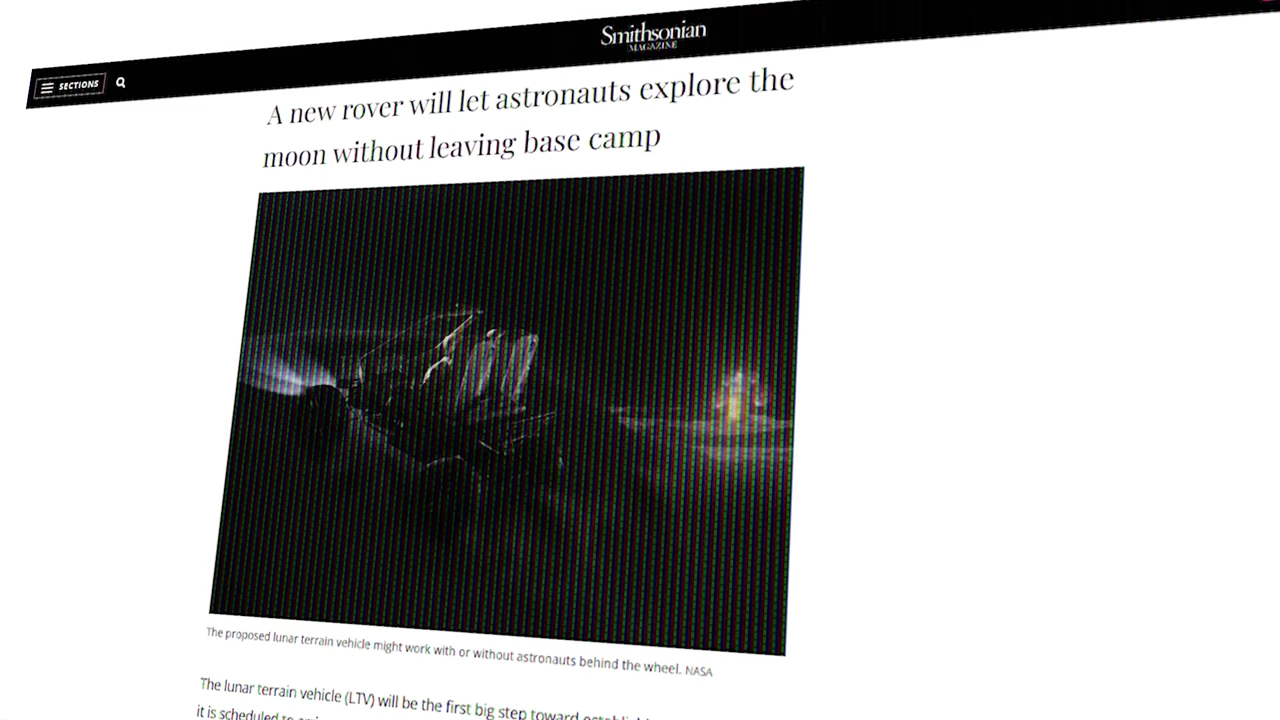 Smithsonian
MAGAZINE
SECTIONS
A new rover will let astronauts explore the
moon without leaving base camp
The proposed lunar terrain vehicle might work with or without astronauts behind the wheel. NASA
The lunar terrain vehicle (LTV) will be the first big step toward
it is scheduled to